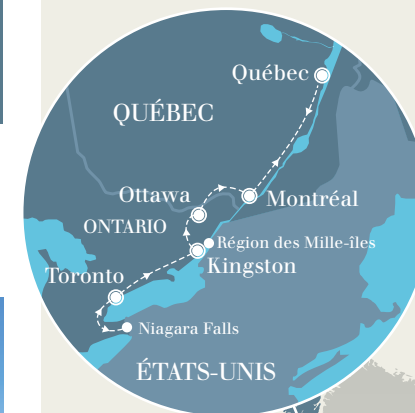 Québec
QUÉBEC
Ottawa
Montréal
ONTARIO
Région des Mille-îles
Kingston
Toronto
Niagara Falls
ÉTATS-UNIS